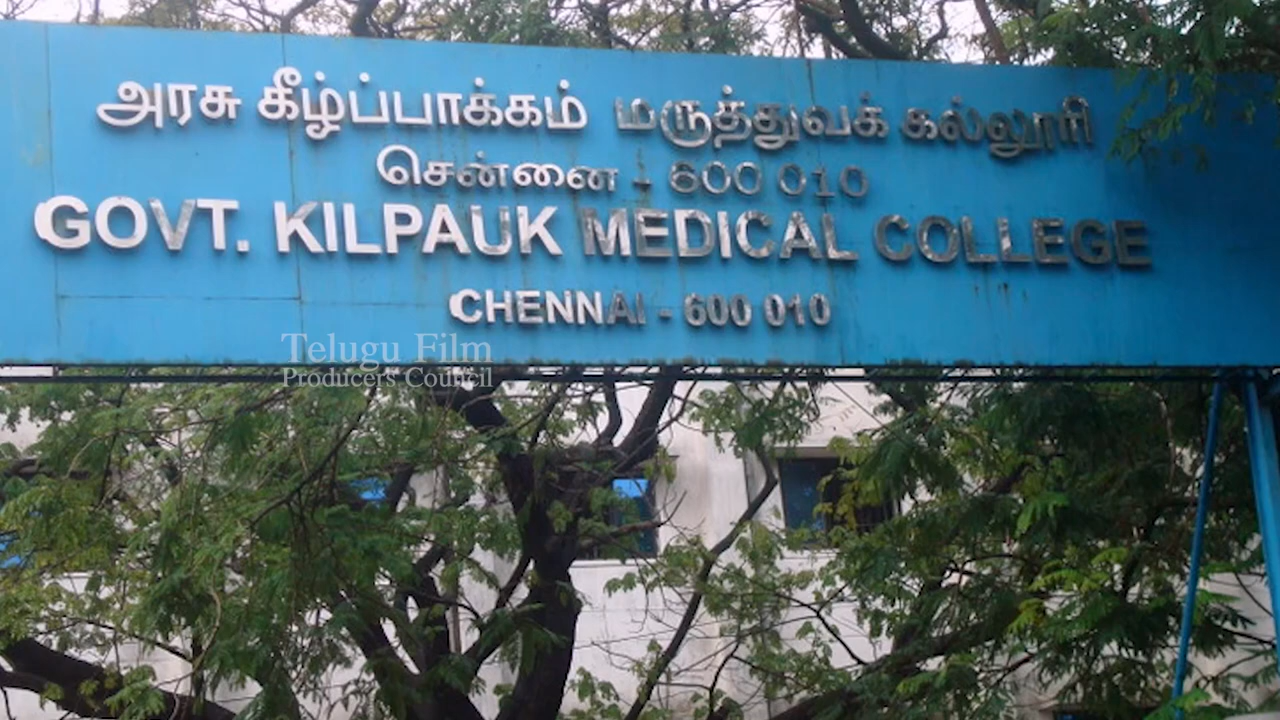 அரசு கீழ்ப்பாக்கம் மருத்துவக் கல்லூரி
சென்னை - 600 010
GOVT. KILPAUK MEDICAL COLLEGE
CHENNAI - 600 010
Telugu Film
Producers Council